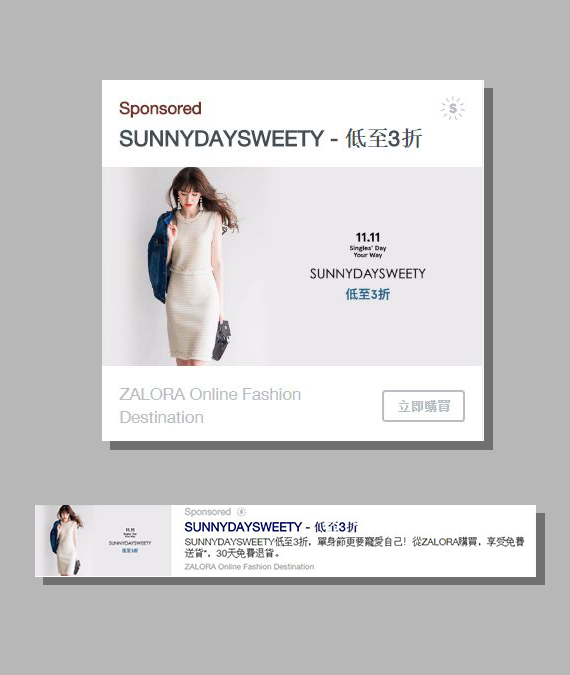 Sponsored
SUNNYDAYSWEETY - 低至3折
11.11
Singles' Day
Your Way
SUNNYDAYSWEETY
低至3折
ZALORA Online Fashion
Destination
立即購買
Sponsored
SUNNYDAYSWEETY - 低至3折
11.11
Singles' Day
Your Way
SUNNYDAYSWEETY
低至3折
SUNNYDAYSWEETY低至3折，單身節更要寵愛自己！從ZALORA購買，享受免費
送貨*，30天免費退貨。
ZALORA Online Fashion Destination